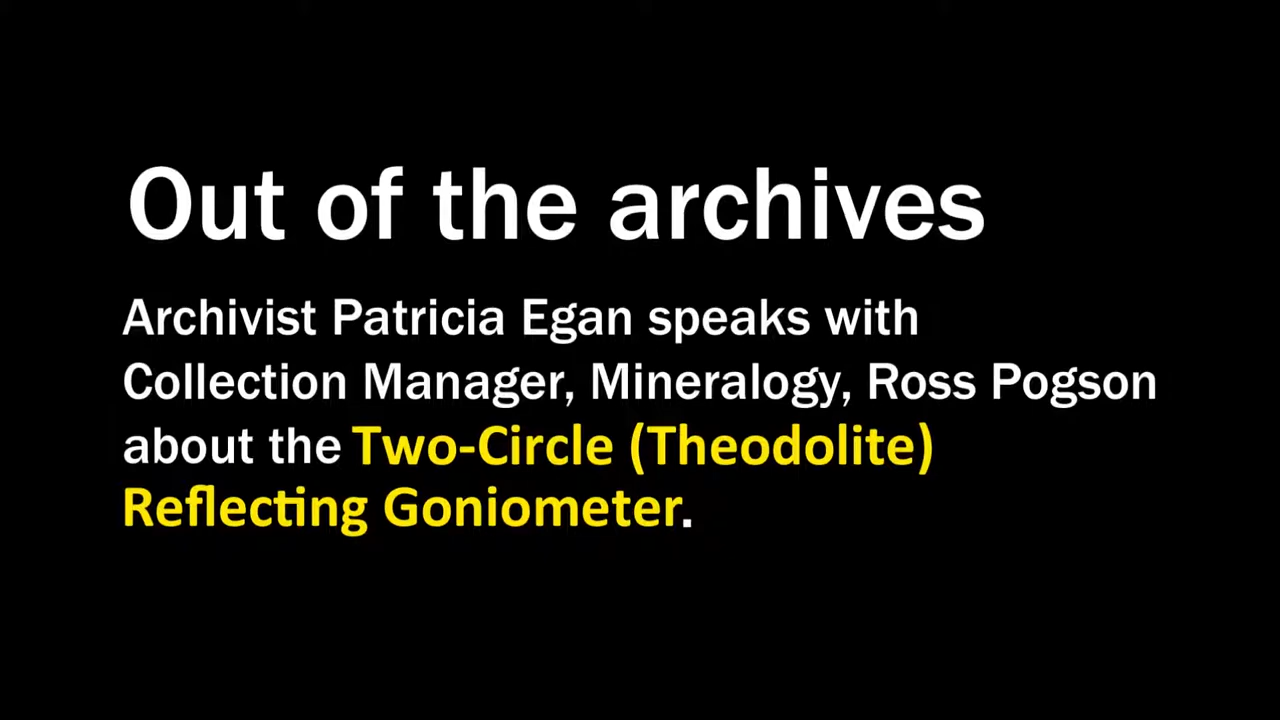 Out of the archives
Archivist Patricia Egan speaks with
Collection Manager, Mineralogy, Ross Pogson
about the Two-Circle (Theodolite)
Reflecting Goniometer.